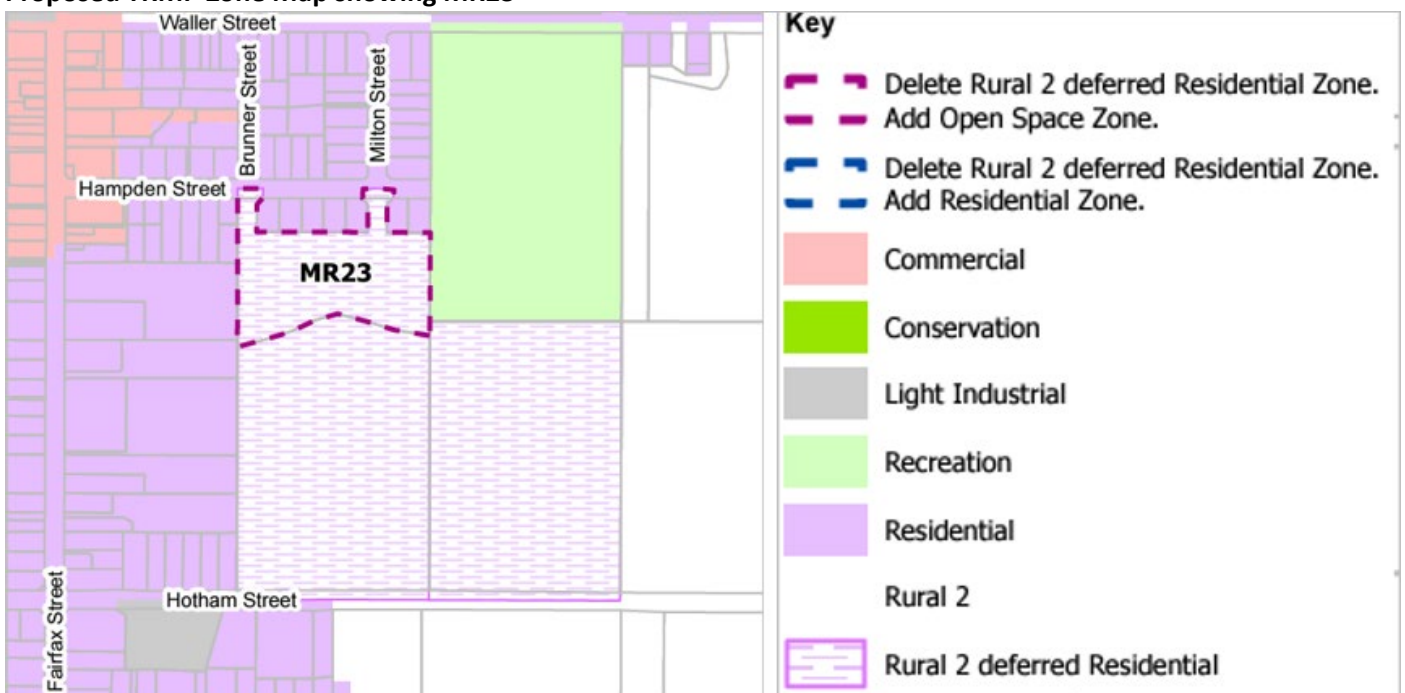 Waller Street
Brunner Street
Milton Street
Hampden Street
MR23
Hotham Street
Fairfax Street
Key
Delete Rural 2 deferred Residential Zone.
Add Open Space Zone.
Delete Rural 2 deferred Residential Zone.
Add Residential Zone.
Commercial
Conservation
Light Industrial
Recreation
Residential
Rural 2
Rural 2 deferred Residential